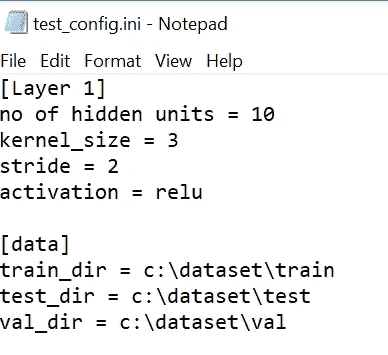 test_config.ini - Notepad
File Edit Format View Help
[Layer 1]
no of hidden units = 10
kernel_size = 3
stride = 2
activation = relu
[data]
train_dir = c:\dataset\train
test_dir = c:\dataset\test
val_dir = c:\dataset\val